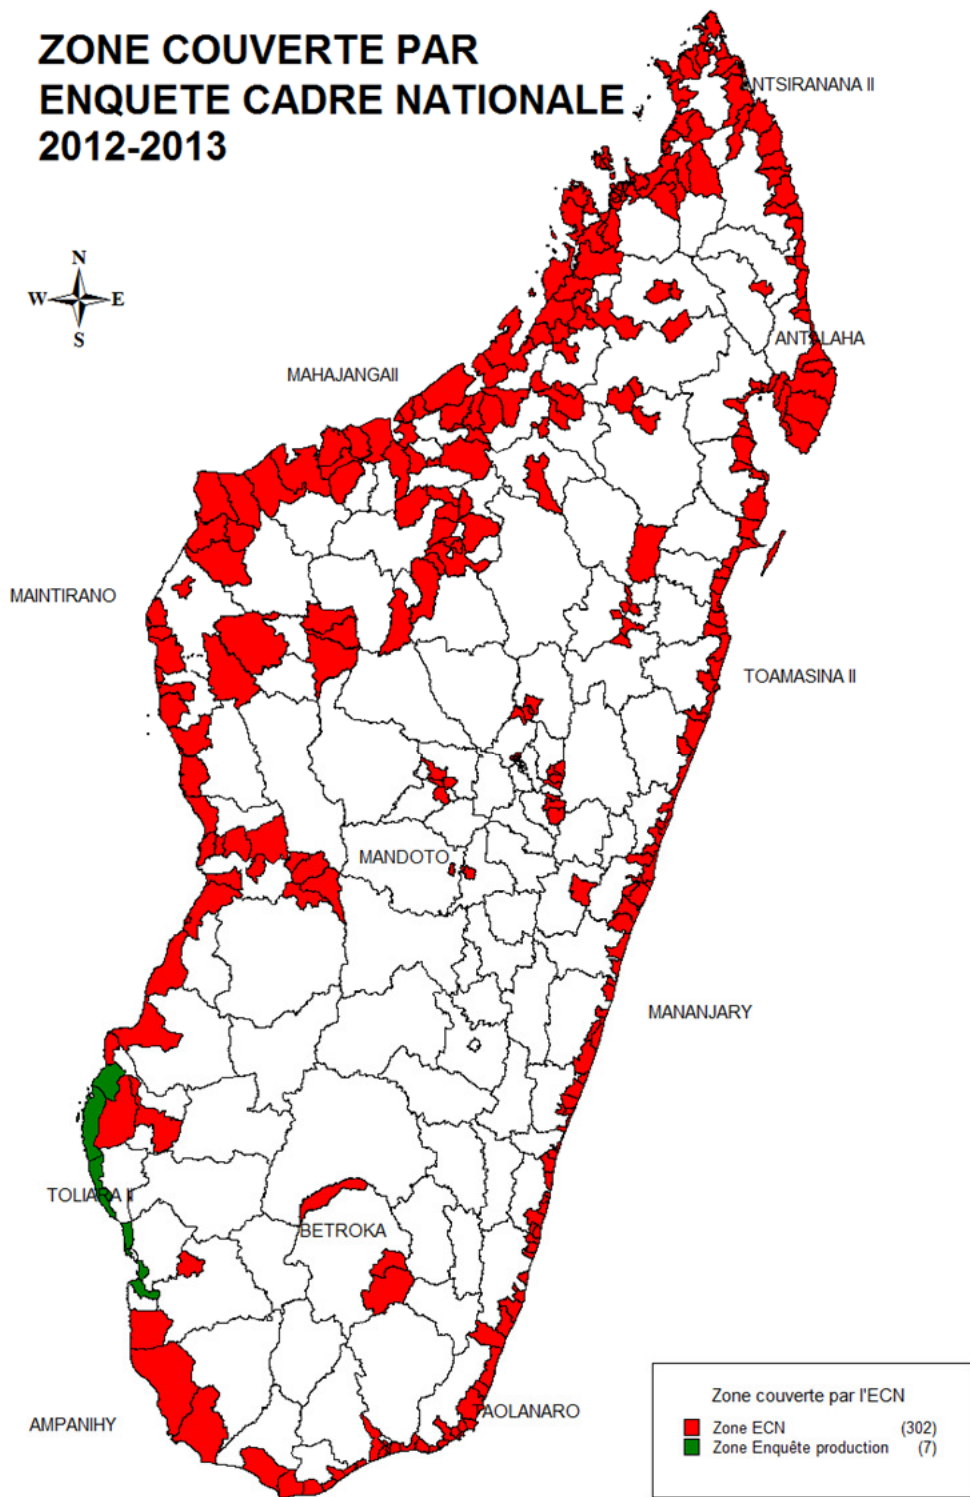 ZONE COUVERTE PAR
ENQUETE CADRE NATIONALE
2012-2013
ANTSIRANANA II
N
W E
S
ANTALAHA
MAHAJANGAII
MAINTIRANO
TOAMASINA II
MANDOTO
MANANJARY
TOLIARA II
BETROKA
TAOLANARO
AMPANIHY
Zone couverte par l'ECN
Zone ECN (302)
Zone Enquête production (7)